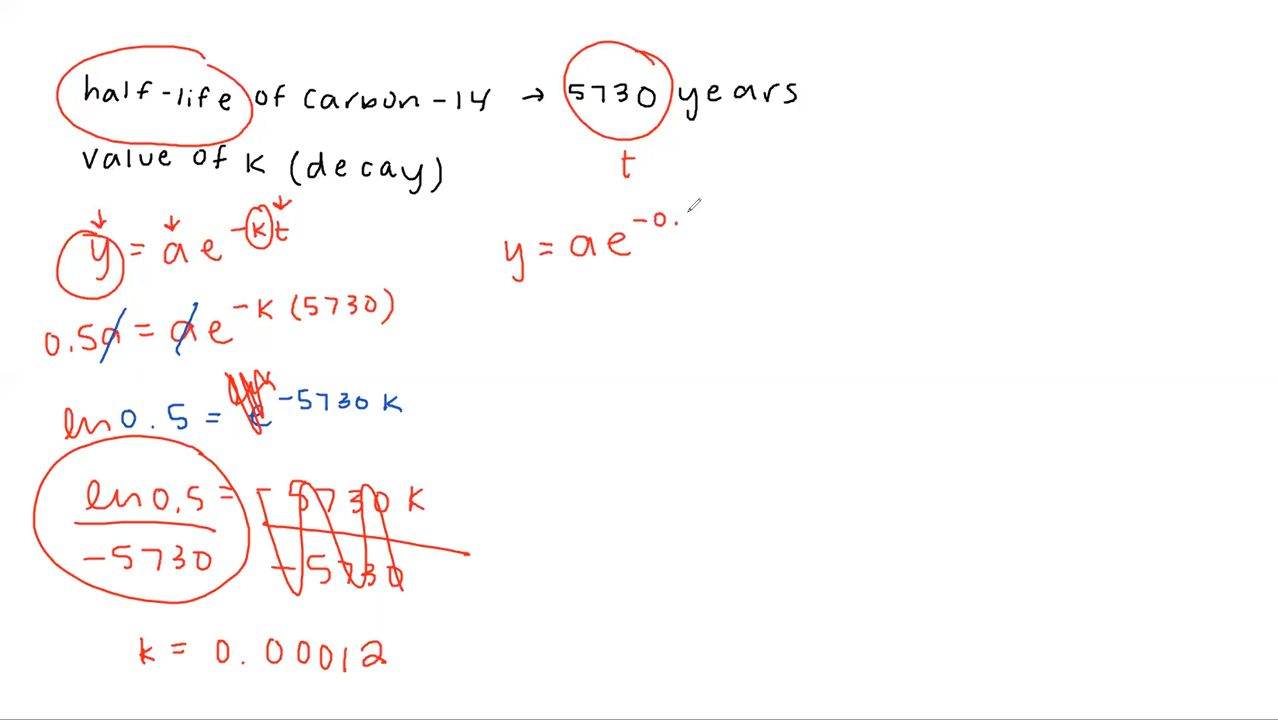 half-life of carbon-14 → 5730 years
t
value of k (decay)
y = ae^-kt
y = ae^-0.
0.5a = ae^-k (5730)
ln 0.5 = e^-5730 k
ln 0.5 = -5730 k
-5730 -5730
k = 0.00012